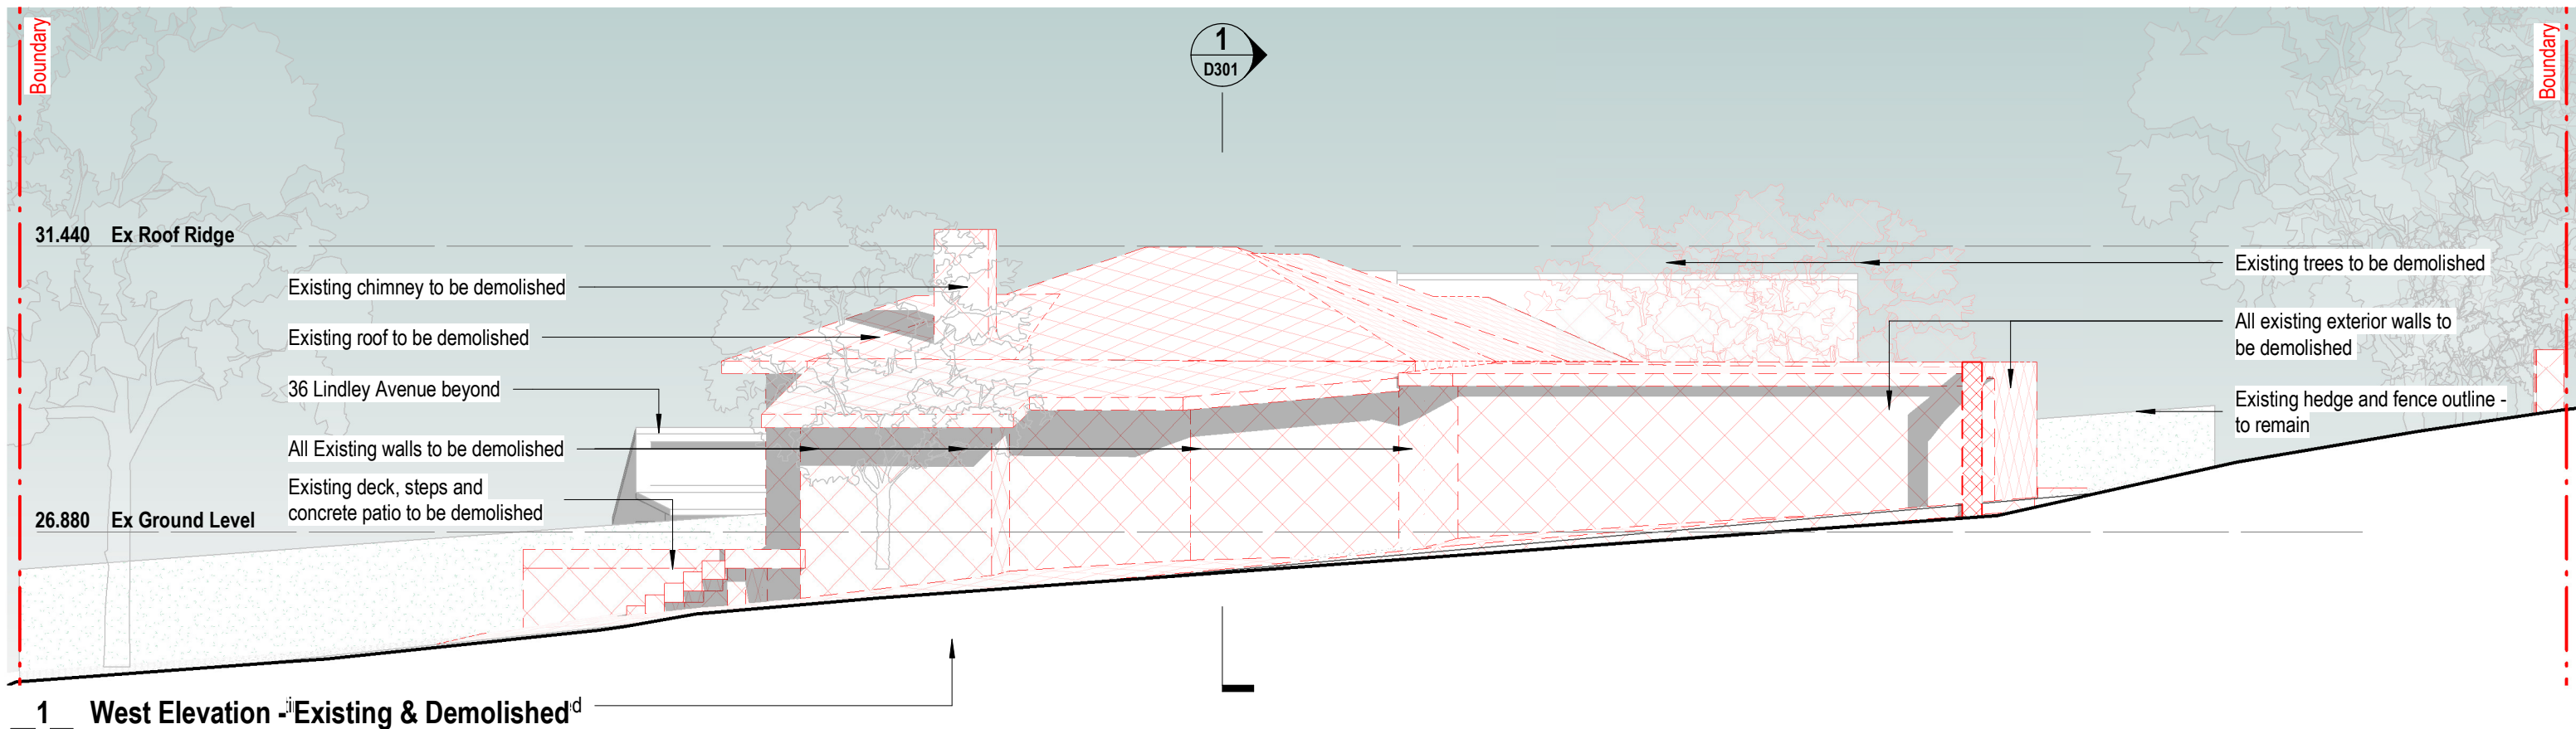 Boundary
1
D301
Boundary
31.440 Ex Roof Ridge
Existing chimney to be demolished
Existing roof to be demolished
36 Lindley Avenue beyond
All Existing walls to be demolished
Existing deck, steps and
concrete patio to be demolished
26.880 Ex Ground Level
Existing trees to be demolished
All existing exterior walls to
be demolished
Existing hedge and fence outline -
to remain
1 West Elevation - Existing & Demolished